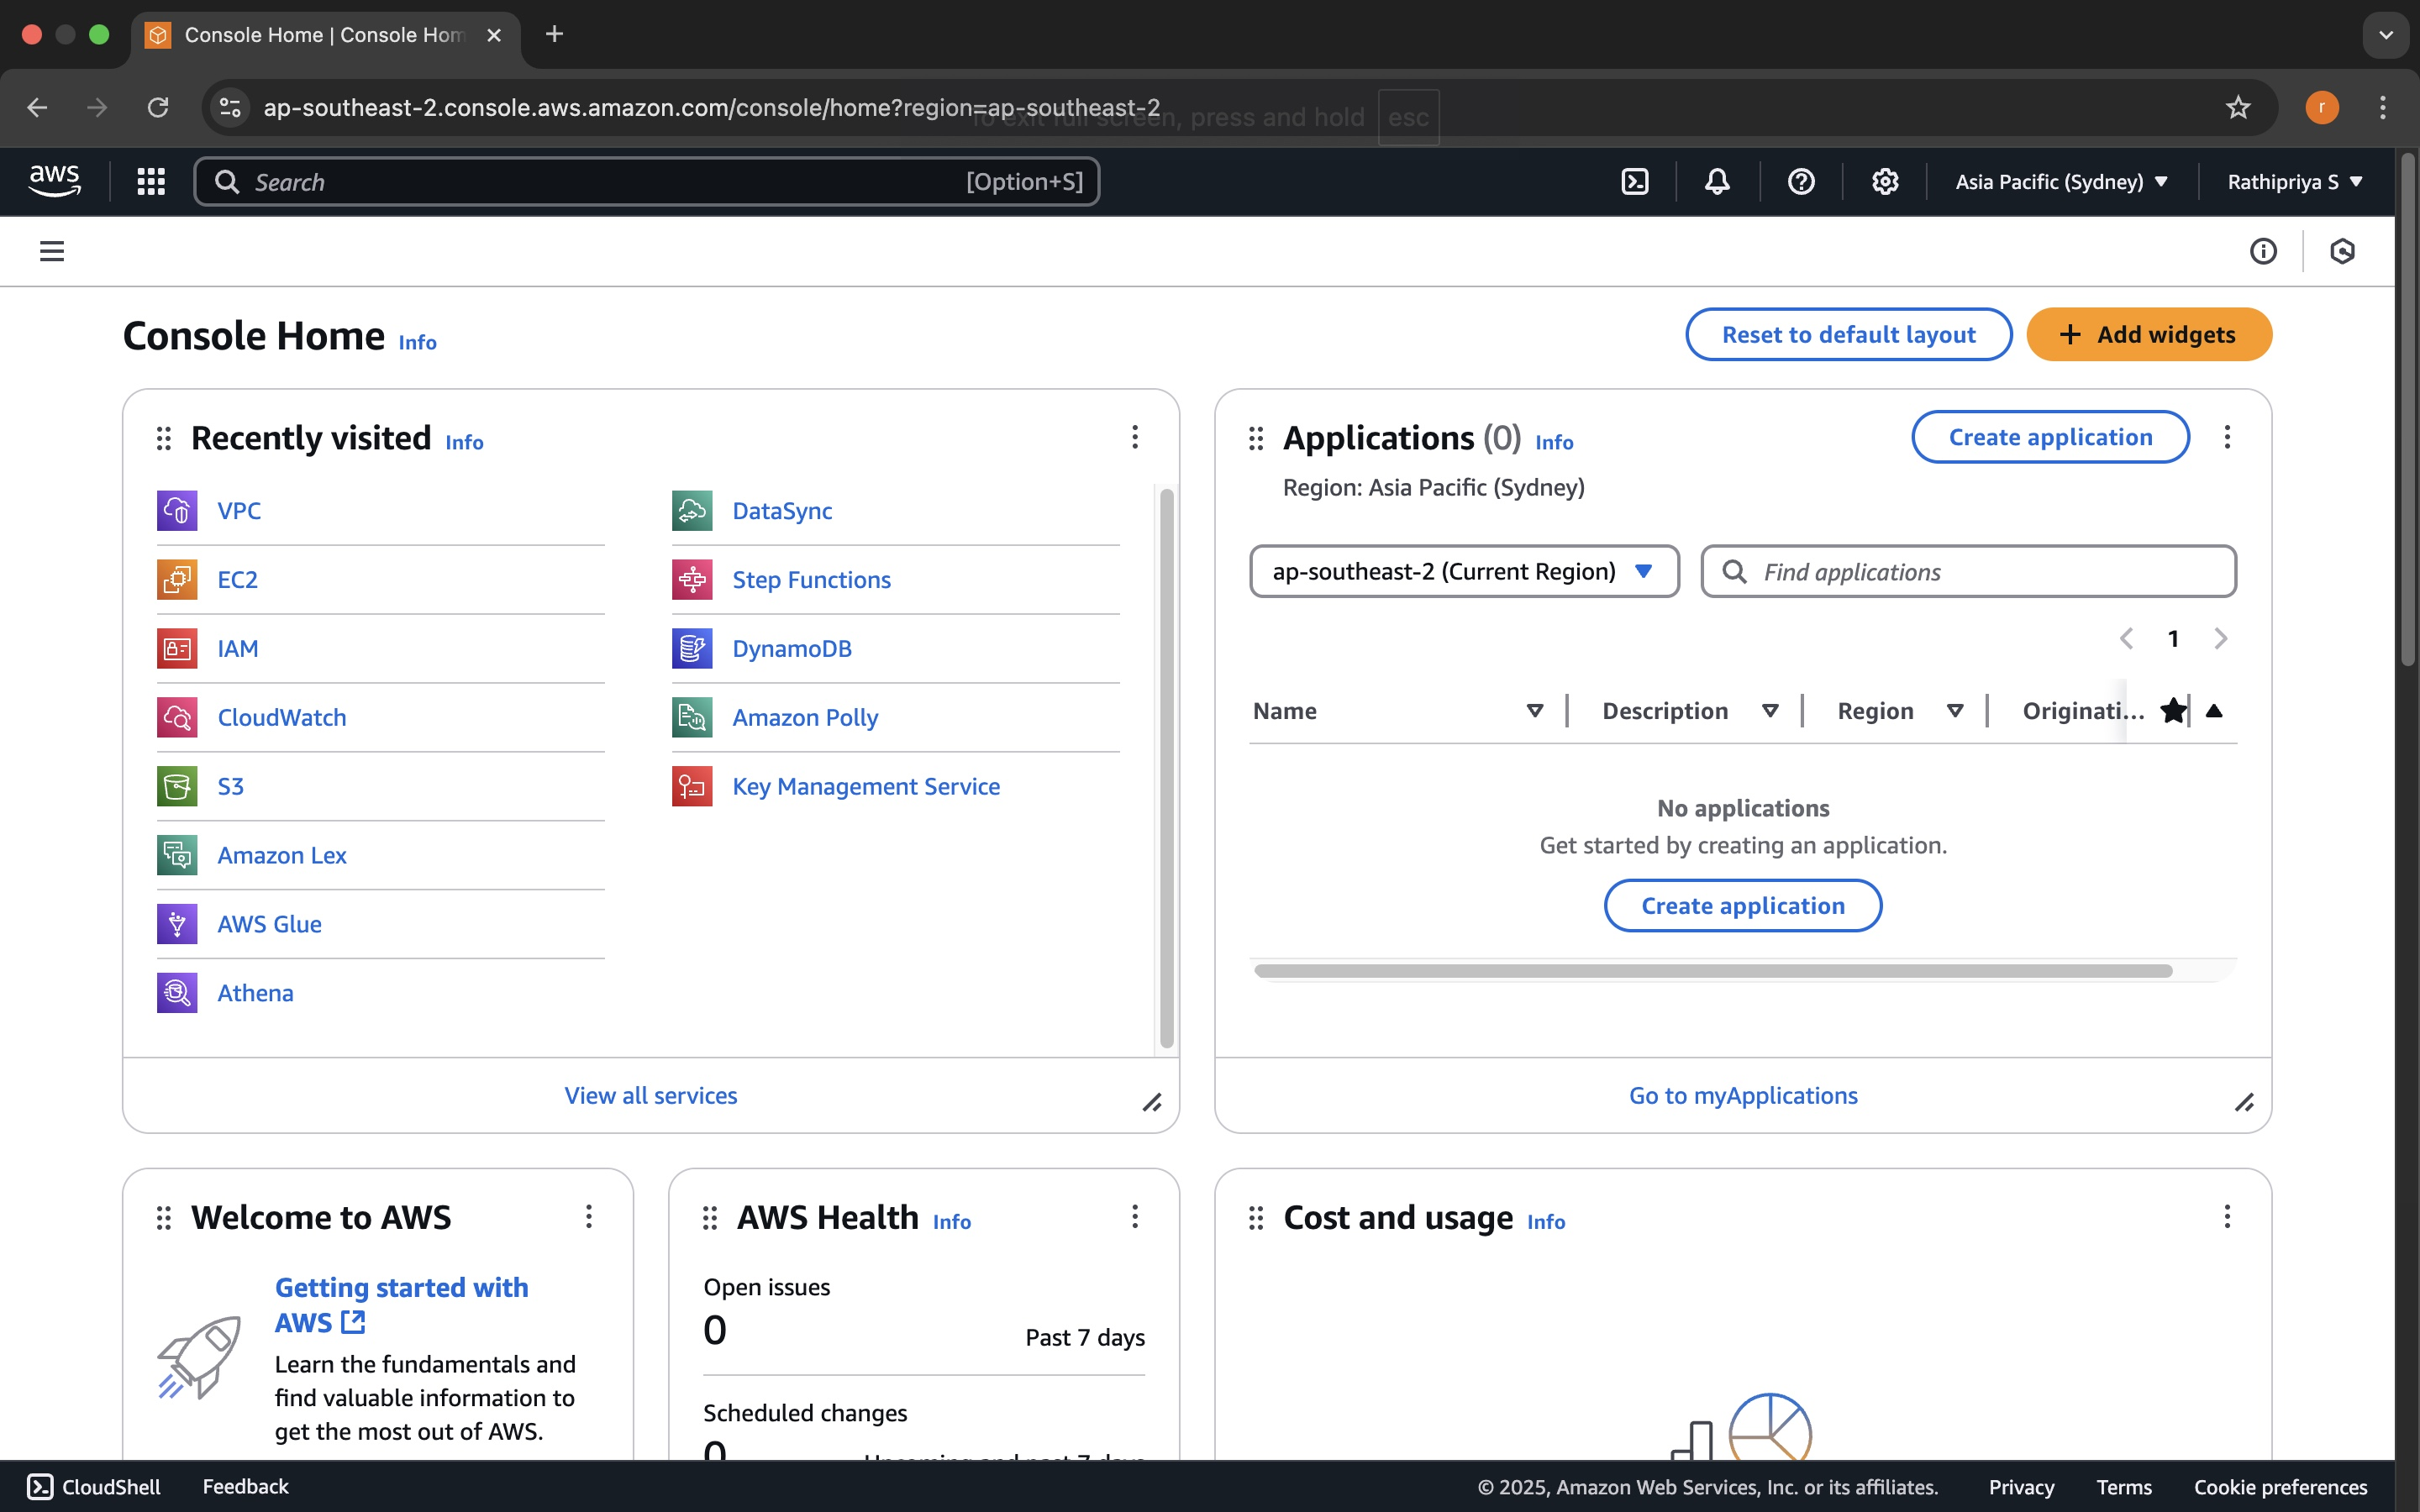 Console Home | Console Hom
ap-southeast-2.console.aws.amazon.com/console/home?region=ap-southeast-2
To exit full screen, press and hold esc
aws
Search [Option+S]
Asia Pacific (Sydney)
Rathipriya S
r
Console Home Info
Reset to default layout
+ Add widgets
Recently visited Info
VPC
EC2
IAM
CloudWatch
S3
Amazon Lex
AWS Glue
Athena
DataSync
Step Functions
DynamoDB
Amazon Polly
Key Management Service
View all services
Applications (0) Info
Create application
Region: Asia Pacific (Sydney)
ap-southeast-2 (Current Region)
Find applications
1
Name Description Region Originati...
No applications
Get started by creating an application.
Create application
Go to myApplications
Welcome to AWS
Getting started with
AWS
Learn the fundamentals and
find valuable information to
get the most out of AWS.
AWS Health Info
Open issues
0 Past 7 days
Scheduled changes
0 Upcoming and past 7 days
Cost and usage Info
CloudShell Feedback
© 2025, Amazon Web Services, Inc. or its affiliates. Privacy Terms Cookie preferences